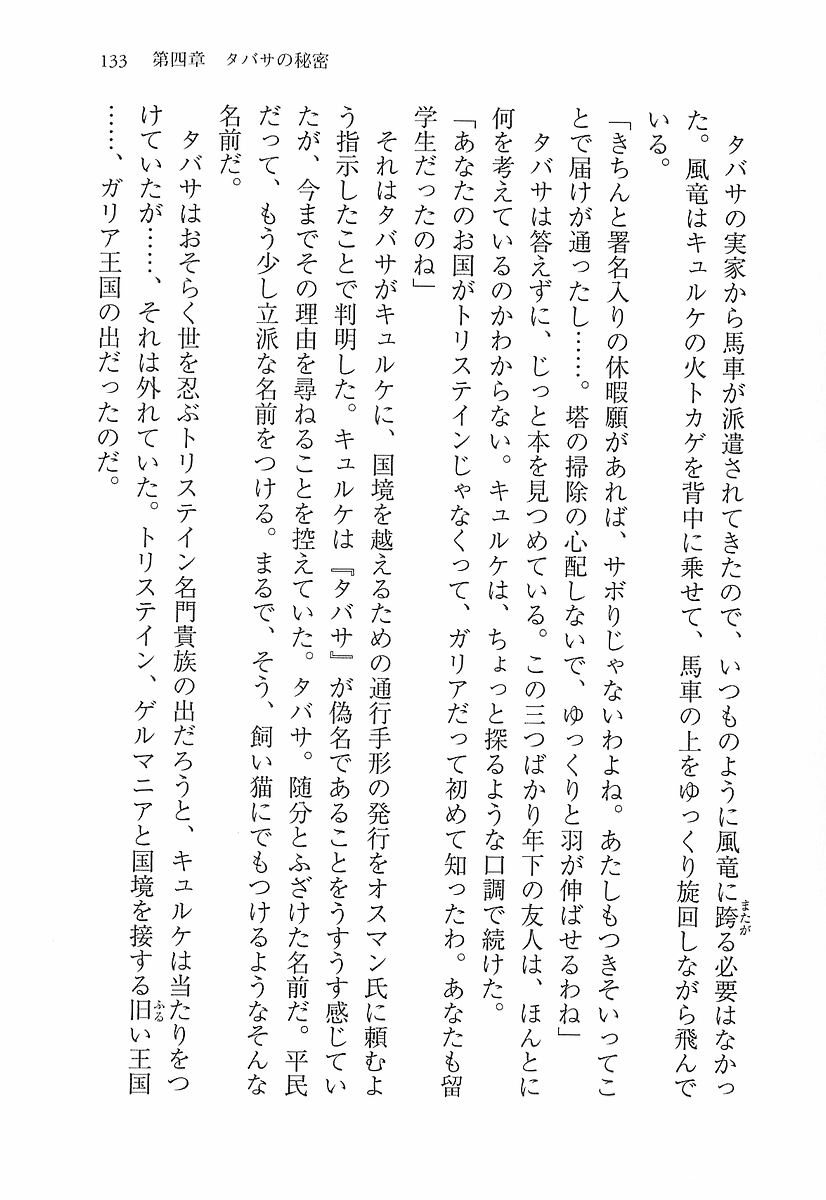 133　第四章　タバサの秘密
　タバサの実家から馬車が派遣されてきたので、いつものように風竜に跨る必要はなかっ
た。風竜はキュルケの火トカゲを背中に乗せて、馬車の上をゆっくり旋回しながら飛んで
いる。
「きちんと署名入りの休暇願があれば、サボりじゃないわよね。あたしもつきそいってこ
とで届けが通ったし……。塔の掃除の心配しないで、ゆっくりと羽が伸ばせるわね」
　タバサは答えずに、じっと本を見つめている。この三つばかり年下の友人は、ほんとに
何を考えているのかわからない。キュルケは、ちょっと探るような口調で続けた。
「あなたのお国がトリステインじゃなくって、ガリアだって初めて知ったわ。あなたも留
学生だったのね」
　それはタバサがキュルケに、国境を越えるための通行手形の発行をオスマン氏に頼むよ
う指示したことで判明した。キュルケは『タバサ』が偽名であることをうすうす感じてい
たが、今までその理由を尋ねることを控えていた。タバサ。随分とふざけた名前だ。平民
だって、もう少し立派な名前をつける。まるで、そう、飼い猫にでもつけるようなそんな
名前だ。
　タバサはおそらく世を忍ぶトリステイン名門貴族の出だろうと、キュルケは当たりをつ
けていたが……、それは外れていた。トリステイン、ゲルマニアと国境を接する旧い王国
……、ガリア王国の出だったのだ。
またが
ふる